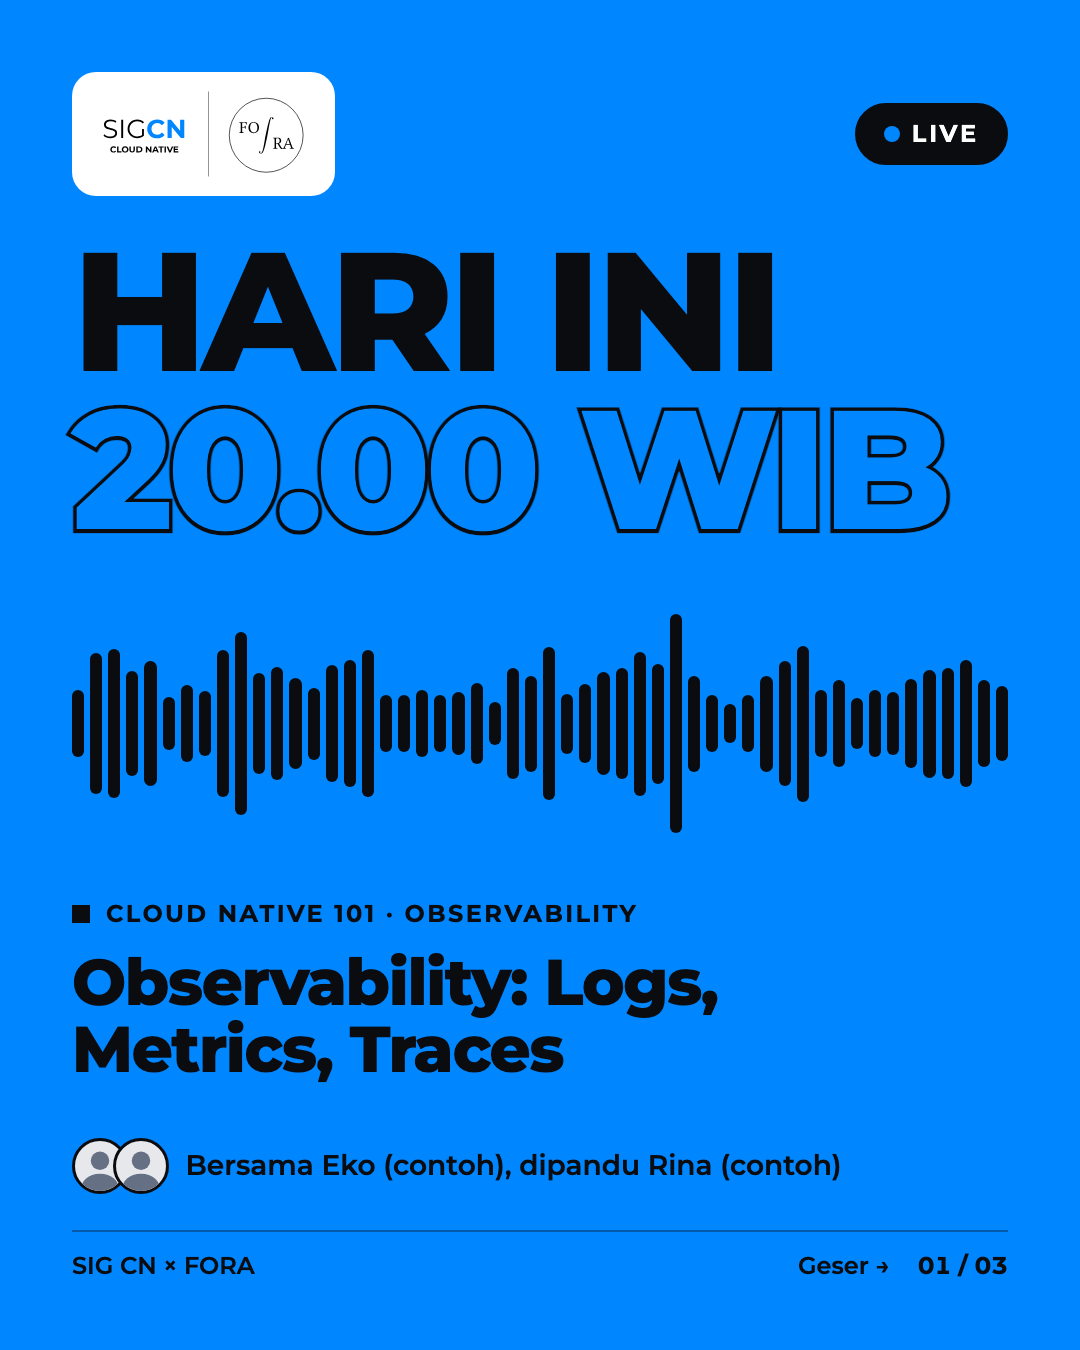 SIGCN
CLOUD NATIVE
FO
RA
LIVE
HARI INI
20.00 WIB
CLOUD NATIVE 101 · OBSERVABILITY
Observability: Logs,
Metrics, Traces
Bersama Eko (contoh), dipandu Rina (contoh)
SIG CN × FORA
Geser → 01 / 03